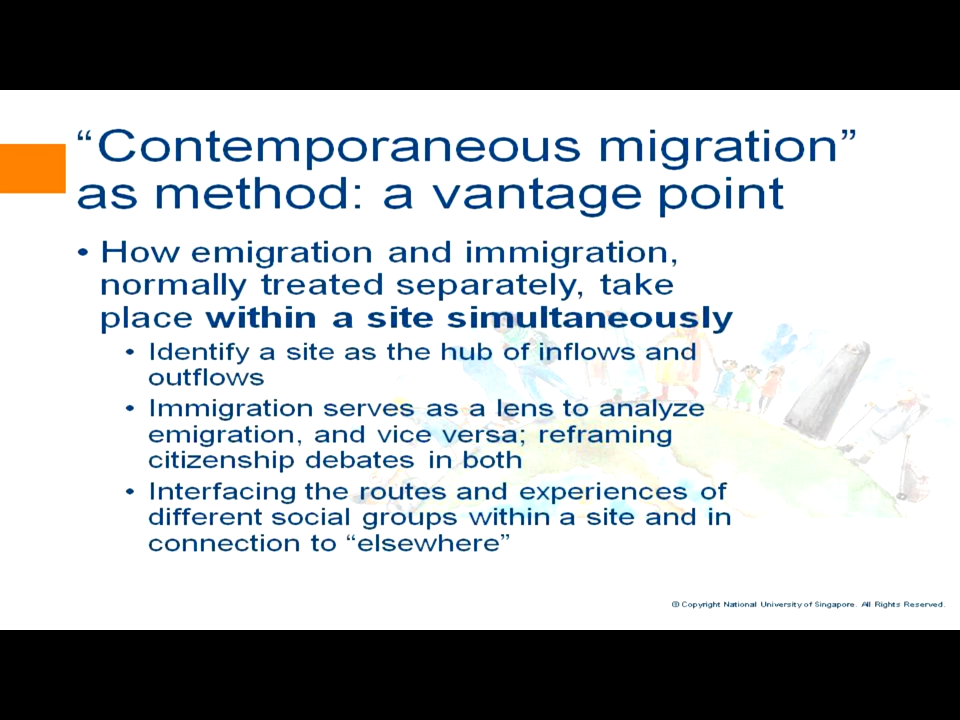 “Contemporaneous migration”
as method: a vantage point
• How emigration and immigration,
normally treated separately, take
place within a site simultaneously
• Identify a site as the hub of inflows and
outflows
• Immigration serves as a lens to analyze
emigration, and vice versa; reframing
citizenship debates in both
• Interfacing the routes and experiences of
different social groups within a site and in
connection to “elsewhere”
© Copyright National University of Singapore. All Rights Reserved.